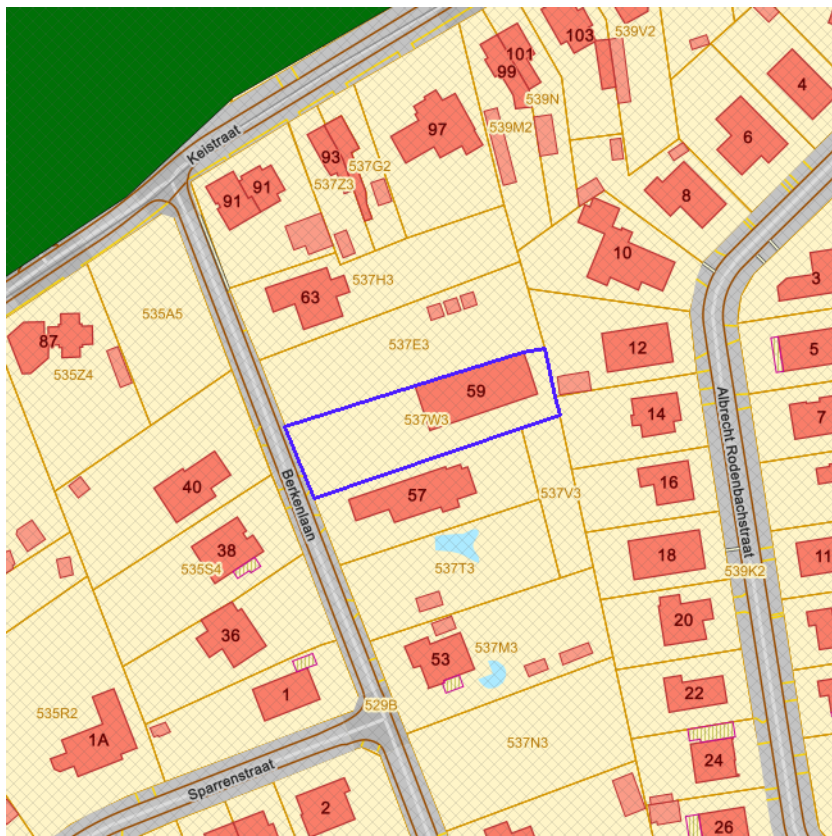 103
539V2
101
99
539N
4
97
539M2
6
Keistraat
93
537G2
537Z3
91
91
8
10
537H3
63
3
535A5
87
535Z4
537E3
12
5
59
537W3
14
7
Albrecht Rodenbachstraat
Berkenlaan
40
57
537V3
16
38
535S4
537T3
18
11
539K2
36
20
53
537M3
1
22
535R2
529B
1A
537N3
24
Sparrenstraat
2
26